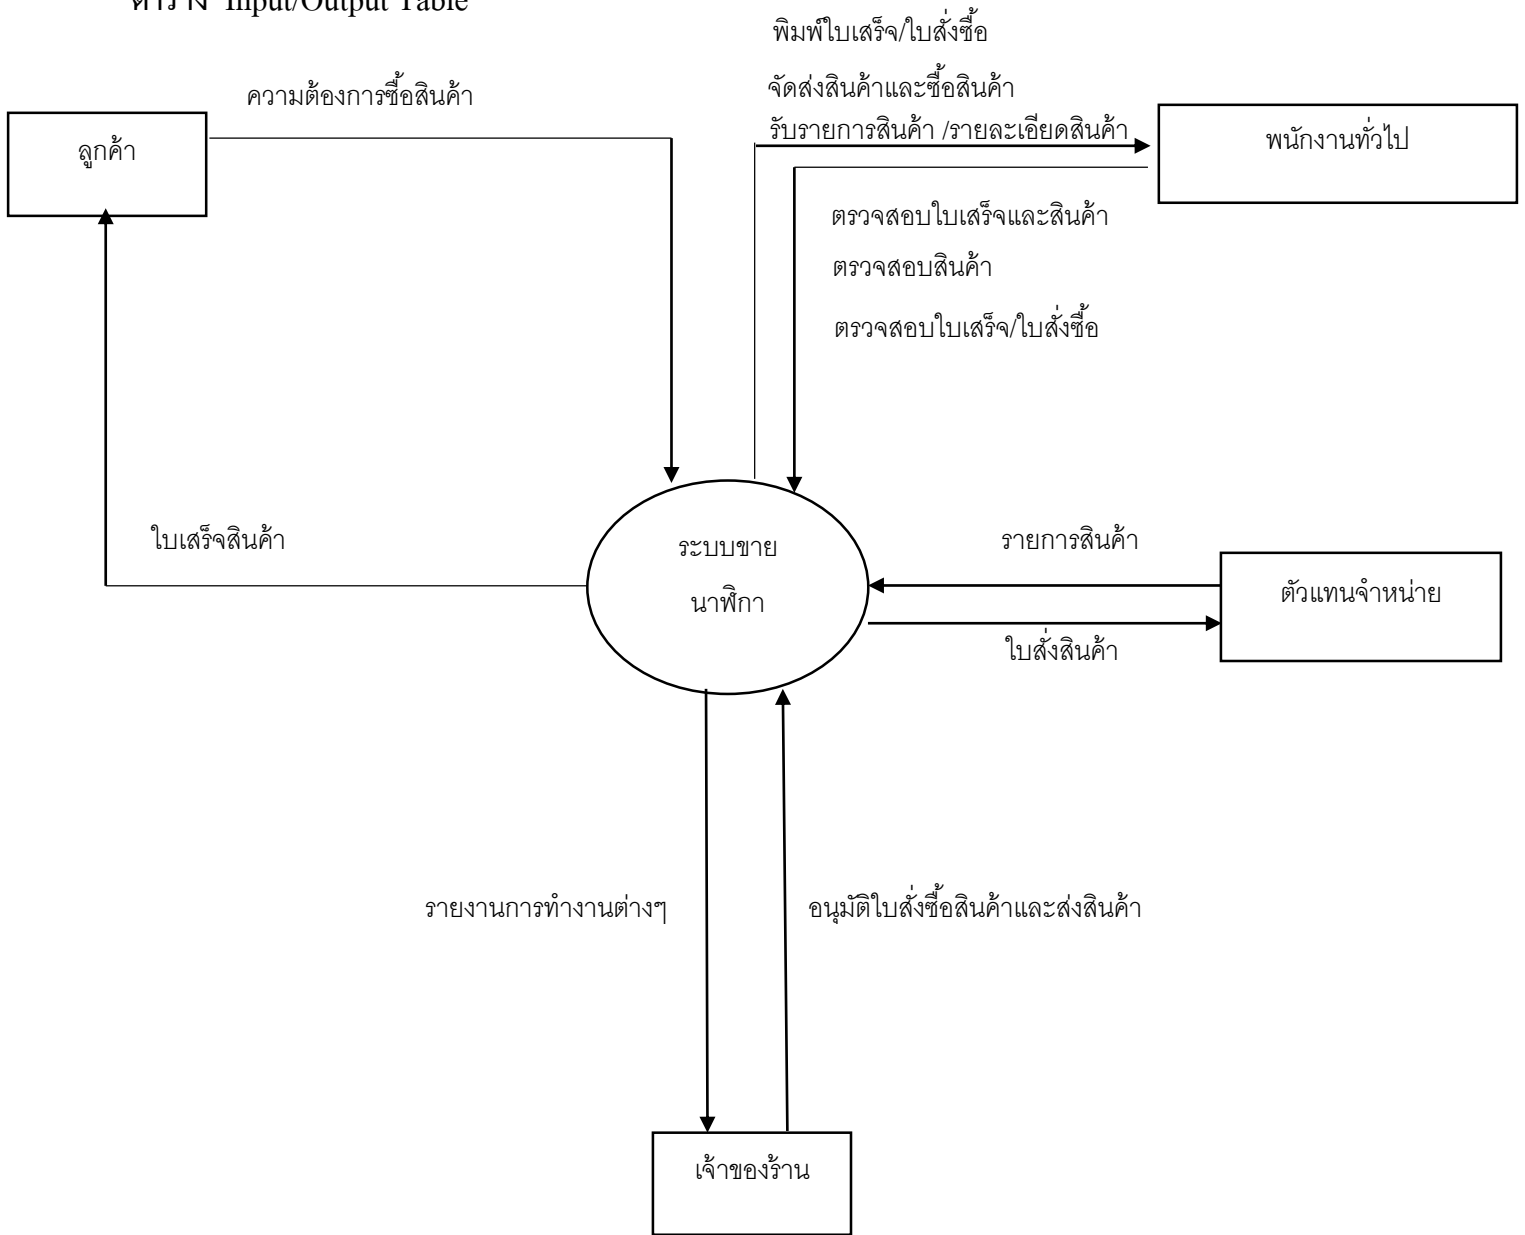 ตาราง Input/Output Table
พิมพ์ใบเสร็จ/ใบสั่งซื้อ
ความต้องการซื้อสินค้า
จัดส่งสินค้าและซื้อสินค้า
รับรายการสินค้า /รายละเอียดสินค้า
ลูกค้า
พนักงานทั่วไป
ตรวจสอบใบเสร็จและสินค้า
ตรวจสอบสินค้า
ตรวจสอบใบเสร็จ/ใบสั่งซื้อ
ใบเสร็จสินค้า
ระบบขาย
นาฬิกา
รายการสินค้า
ตัวแทนจำหน่าย
ใบสั่งสินค้า
รายงานการทำงานต่างๆ
อนุมัติใบสั่งซื้อสินค้าและส่งสินค้า
เจ้าของร้าน